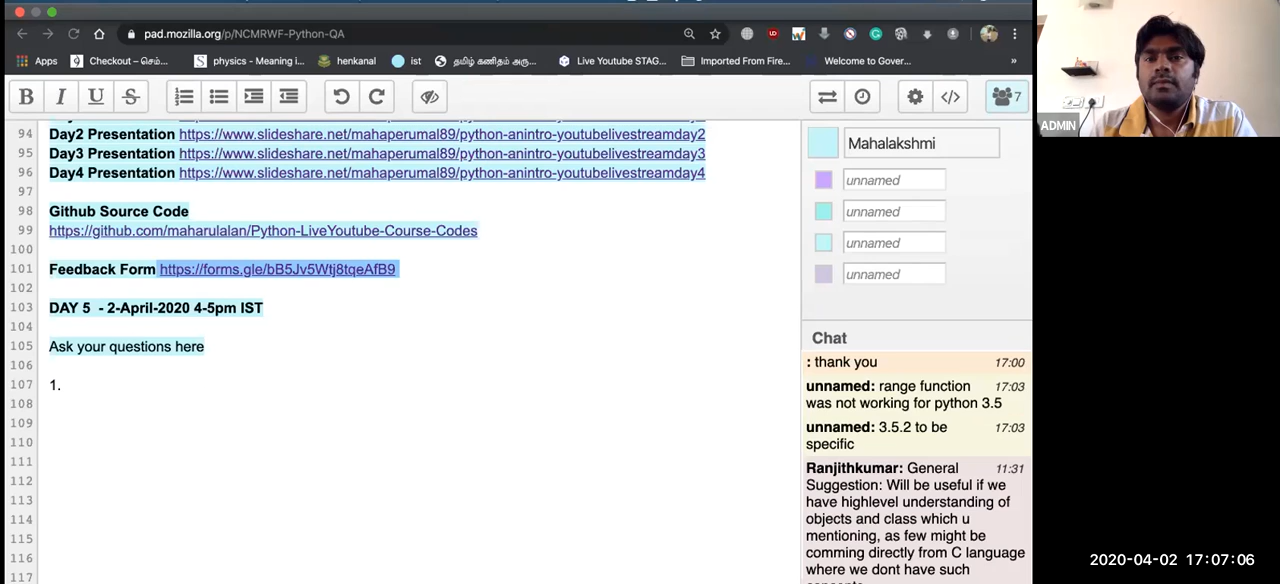 pad.mozilla.org/p/NCMRWF-Python-QA
Apps
Checkout – செம்...
physics - Meaning i...
henkanal
ist
தமிழ் கணிதம் அரு...
Live Youtube STAG...
Imported From Fire...
Welcome to Gover...
»
B I U S
7
94 Day2 Presentation https://www.slideshare.net/mahaperumal89/python-anintro-youtubelivestreamday2
95 Day3 Presentation https://www.slideshare.net/mahaperumal89/python-anintro-youtubelivestreamday3
96 Day4 Presentation https://www.slideshare.net/mahaperumal89/python-anintro-youtubelivestreamday4
97
98 Github Source Code
99 https://github.com/maharulalan/Python-LiveYoutube-Course-Codes
100
101 Feedback Form https://forms.gle/bB5Jv5Wtj8tqeAfB9
102
103 DAY 5 - 2-April-2020 4-5pm IST
104
105 Ask your questions here
106
107 1.
108
109
110
111
112
113
114
115
116
117
Mahalakshmi
unnamed
unnamed
unnamed
unnamed
Chat
: thank you 17:00
unnamed: range function 17:03
was not working for python 3.5
unnamed: 3.5.2 to be 17:03
specific
Ranjithkumar: General 11:31
Suggestion: Will be useful if we
have highlevel understanding of
objects and class which u
mentioning, as few might be
comming directly from C language
where we dont have such
ADMIN
2020-04-02 17:07:06